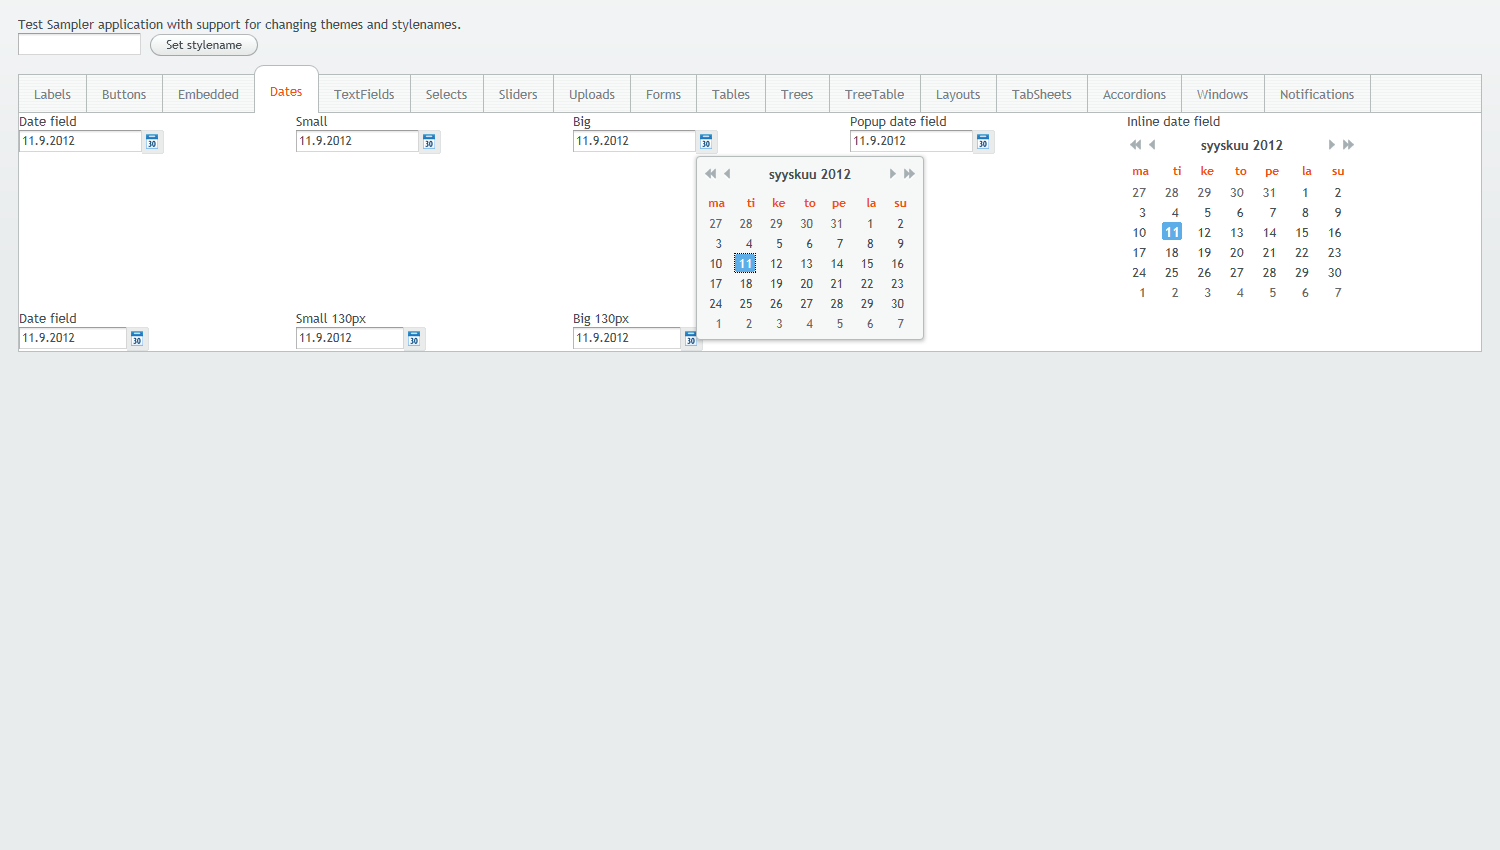 Test Sampler application with support for changing themes and stylenames.
Set stylename
Labels Buttons Embedded Dates TextFields Selects Sliders Uploads Forms Tables Trees TreeTable Layouts TabSheets Accordions Windows Notifications
Date field Small Big Popup date field Inline date field
11.9.2012 30 11.9.2012 30 11.9.2012 30 11.9.2012 30
syyskuu 2012
ma ti ke to pe la su
27 28 29 30 31 1 2
3 4 5 6 7 8 9
10 11 12 13 14 15 16
17 18 19 20 21 22 23
24 25 26 27 28 29 30
1 2 3 4 5 6 7
syyskuu 2012
ma ti ke to pe la su
27 28 29 30 31 1 2
3 4 5 6 7 8 9
10 11 12 13 14 15 16
17 18 19 20 21 22 23
24 25 26 27 28 29 30
1 2 3 4 5 6 7
Date field Small 130px Big 130px
11.9.2012 30 11.9.2012 30 11.9.2012 30